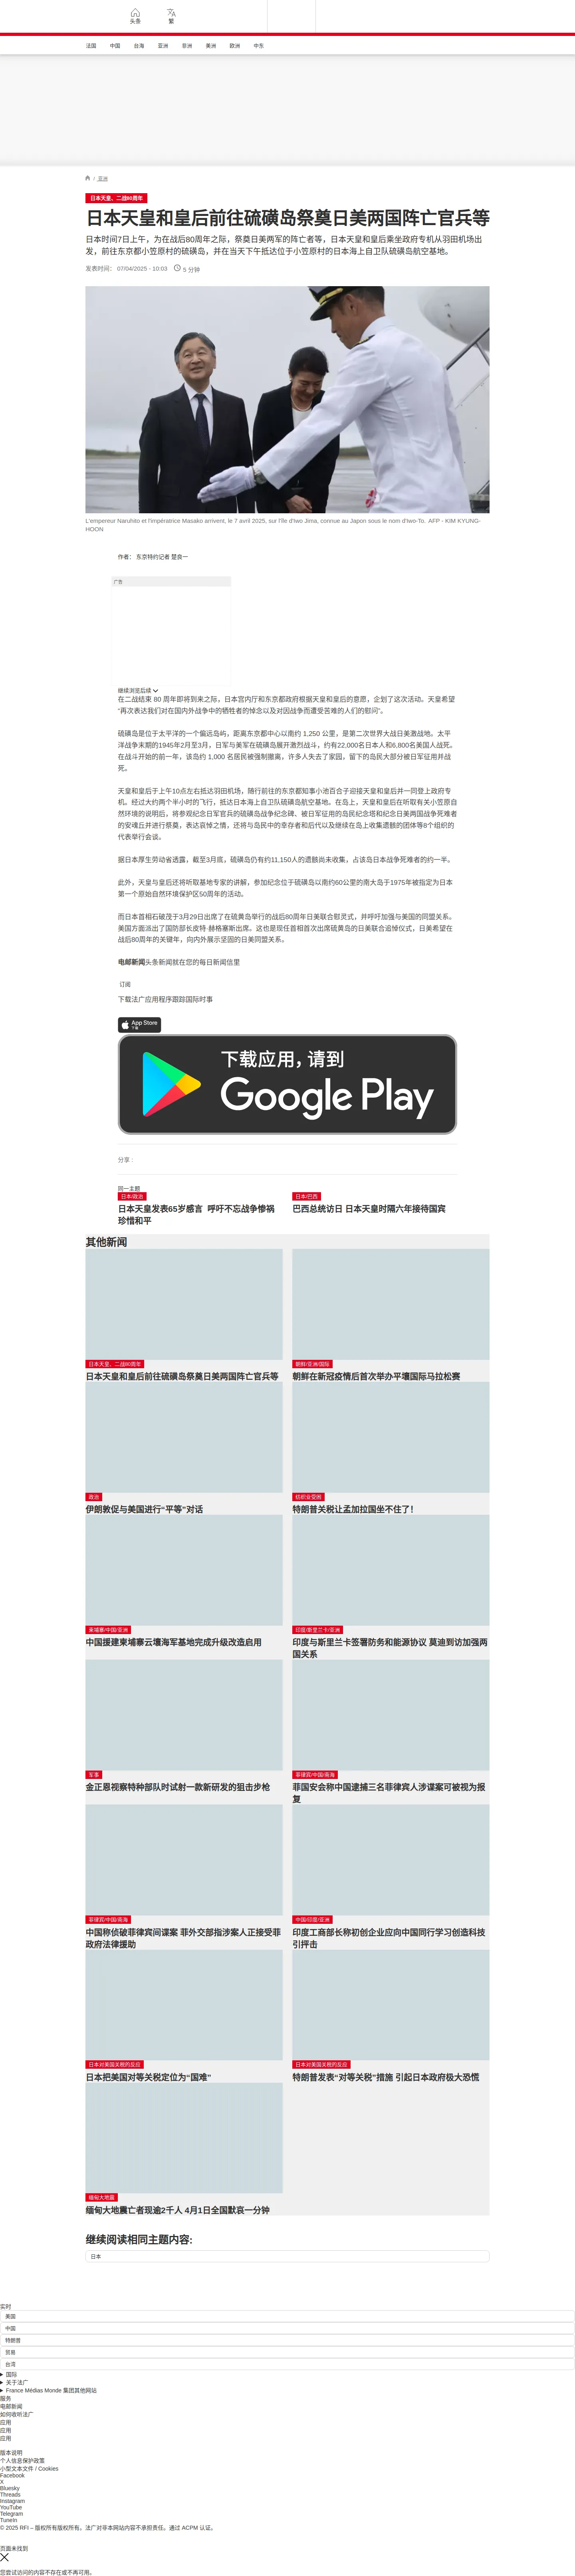 头条
繁
法国 中国 台海 亚洲 非洲 美洲 欧洲 中东
/ 亚洲
日本天皇、二战80周年
日本天皇和皇后前往硫磺岛祭奠日美两国阵亡官兵等
日本时间7日上午，为在战后80周年之际，祭奠日美两军的阵亡者等，日本天皇和皇后乘坐政府专机从羽田机场出
发，前往东京都小笠原村的硫磺岛，并在当天下午抵达位于小笠原村的日本海上自卫队硫磺岛航空基地。
发表时间： 07/04/2025 - 10:03 5 分钟
L'empereur Naruhito et l'impératrice Masako arrivent, le 7 avril 2025, sur l'île d'Iwo Jima, connue au Japon sous le nom d'Iwo-To. AFP - KIM KYUNG-
HOON
作者： 东京特约记者 楚良一
广告
继续浏览后续
在二战结束 80 周年即将到来之际，日本宫内厅和东京都政府根据天皇和皇后的意愿，企划了这次活动。天皇希望
“再次表达我们对在国内外战争中的牺牲者的悼念以及对因战争而遭受苦难的人们的慰问”。
硫磺岛是位于太平洋的一个偏远岛屿，距离东京都中心以南约 1,250 公里，是第二次世界大战日美激战地。太平
洋战争末期的1945年2月至3月，日军与美军在硫磺岛展开激烈战斗，约有22,000名日本人和6,800名美国人战死。
在战斗开始的前一年，该岛约 1,000 名居民被强制撤离，许多人失去了家园，留下的岛民大部分被日军征用并战
死。
天皇和皇后于上午10点左右抵达羽田机场，随行前往的东京都知事小池百合子迎接天皇和皇后并一同登上政府专
机。经过大约两个半小时的飞行，抵达日本海上自卫队硫磺岛航空基地。在岛上，天皇和皇后在听取有关小笠原自
然环境的说明后，将参观纪念日军官兵的硫磺岛战争纪念碑、被日军征用的岛民纪念塔和纪念日美两国战争死难者
的安魂丘并进行祭奠，表达哀悼之情，还将与岛民中的幸存者和后代以及继续在岛上收集遗骸的团体等8个组织的
代表举行会谈。
据日本厚生劳动省透露，截至3月底，硫磺岛仍有约11,150人的遗骸尚未收集，占该岛日本战争死难者的约一半。
此外，天皇与皇后还将听取基地专家的讲解，参加纪念位于硫磺岛以南约60公里的南大岛于1975年被指定为日本
第一个原始自然环境保护区50周年的活动。
而日本首相石破茂于3月29日出席了在硫黄岛举行的战后80周年日美联合慰灵式，并呼吁加强与美国的同盟关系。
美国方面派出了国防部长皮特·赫格塞斯出席。这也是现任首相首次出席硫黄岛的日美联合追悼仪式，日美希望在
战后80周年的关键年，向内外展示坚固的日美同盟关系。
电邮新闻头条新闻就在您的每日新闻信里
订阅
下载法广应用程序跟踪国际时事
App Store
下载应用，请到
Google Play
分享 :
同一主题
日本/政治
日本天皇发表65岁感言 呼吁不忘战争惨祸
珍惜和平
日本/巴西
巴西总统访日 日本天皇时隔六年接待国宾
其他新闻
日本天皇、二战80周年
日本天皇和皇后前往硫磺岛祭奠日美两国阵亡官兵等
朝鲜/亚洲/国际
朝鲜在新冠疫情后首次举办平壤国际马拉松赛
政治
伊朗敦促与美国进行“平等”对话
纺织业受困
特朗普关税让孟加拉国坐不住了！
柬埔寨/中国/亚洲
中国援建柬埔寨云壤海军基地完成升级改造启用
印度/斯里兰卡/亚洲
印度与斯里兰卡签署防务和能源协议 莫迪到访加强两
国关系
军事
金正恩视察特种部队时试射一款新研发的狙击步枪
菲律宾/中国/南海
菲国安会称中国逮捕三名菲律宾人涉谍案可被视为报
复
菲律宾/中国/南海
中国称侦破菲律宾间谍案 菲外交部指涉案人正接受菲
政府法律援助
中国/印度/亚洲
印度工商部长称初创企业应向中国同行学习创造科技
引抨击
日本对美国关税的反应
日本把美国对等关税定位为“国难”
日本对美国关税的反应
特朗普发表“对等关税”措施 引起日本政府极大恐慌
缅甸大地震
缅甸大地震亡者现逾2千人 4月1日全国默哀一分钟
继续阅读相同主题内容:
日本
实时
美国
中国
特朗普
贸易
台湾
国际
关于法广
France Médias Monde 集团其他网站
服务
电邮新闻
如何收听法广
应用
应用
应用
版本说明
个人信息保护政策
小型文本文件 / Cookies
Facebook
X
Bluesky
Threads
Instagram
YouTube
Telegram
TuneIn
© 2025 RFI – 版权所有版权所有。法广对非本网站内容不承担责任。通过 ACPM 认证。
页面未找到
您尝试访问的内容不存在或不再可用。